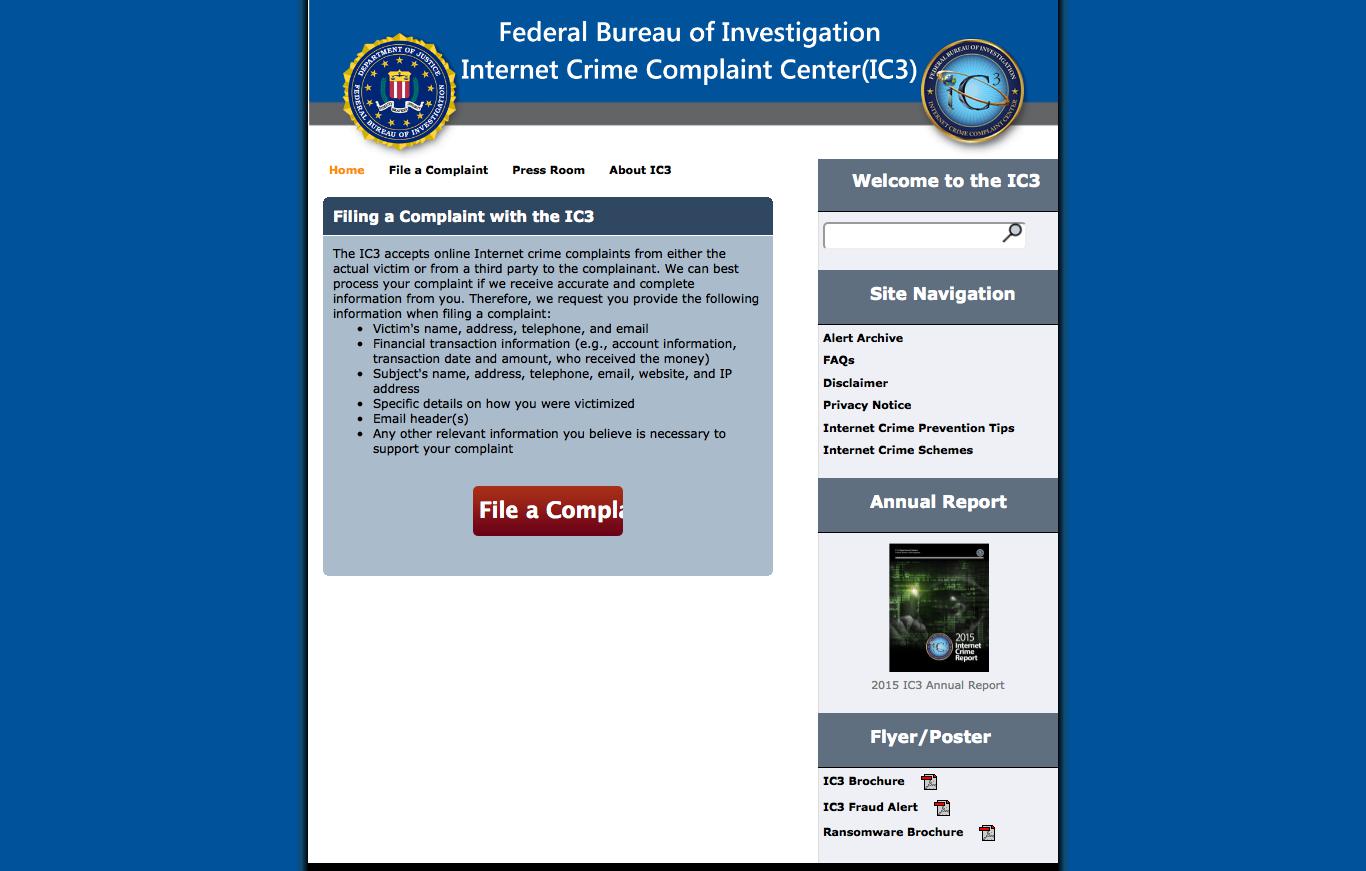 Federal Bureau of Investigation
Internet Crime Complaint Center(IC3)
DEPARTMENT OF JUSTICE
FEDERAL BUREAU OF INVESTIGATION
FEDERAL BUREAU OF INVESTIGATION
iC3
INTERNET CRIME COMPLAINT CENTER
Home
File a Complaint
Press Room
About IC3
Filing a Complaint with the IC3
The IC3 accepts online Internet crime complaints from either the
actual victim or from a third party to the complainant. We can best
process your complaint if we receive accurate and complete
information from you. Therefore, we request you provide the following
information when filing a complaint:
• Victim's name, address, telephone, and email
• Financial transaction information (e.g., account information,
transaction date and amount, who received the money)
• Subject's name, address, telephone, email, website, and IP
address
• Specific details on how you were victimized
• Email header(s)
• Any other relevant information you believe is necessary to
support your complaint
File a Compla
Welcome to the IC3
Site Navigation
Alert Archive
FAQs
Disclaimer
Privacy Notice
Internet Crime Prevention Tips
Internet Crime Schemes
Annual Report
2015
Internet
Crime
Report
2015 IC3 Annual Report
Flyer/Poster
IC3 Brochure
IC3 Fraud Alert
Ransomware Brochure